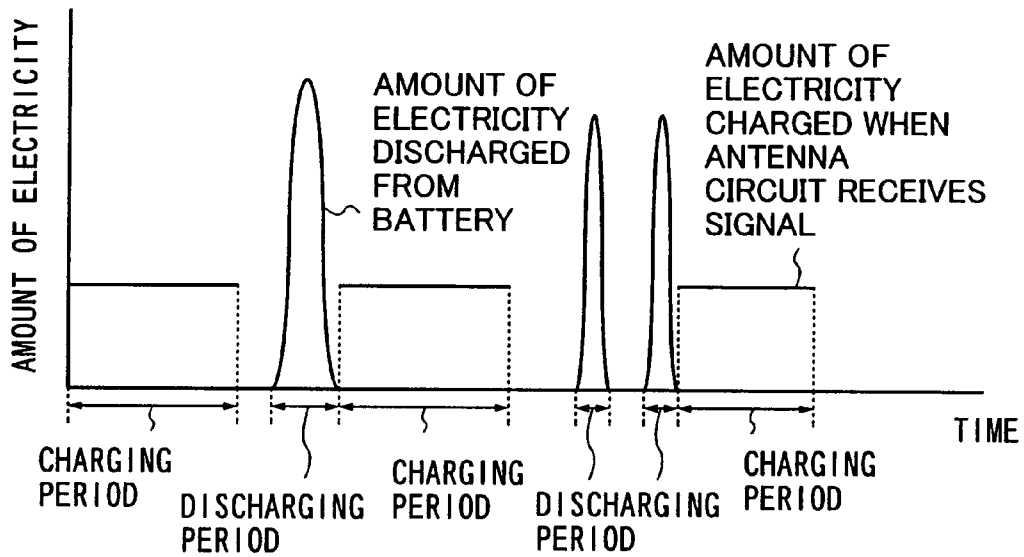 AMOUNT OF ELECTRICITY
AMOUNT OF
ELECTRICITY
DISCHARGED
FROM
BATTERY
AMOUNT OF
ELECTRICITY
CHARGED WHEN
ANTENNA
CIRCUIT RECEIVES
SIGNAL
TIME
CHARGING
PERIOD
DISCHARGING
PERIOD
CHARGING
PERIOD
DISCHARGING
PERIOD
CHARGING
PERIOD